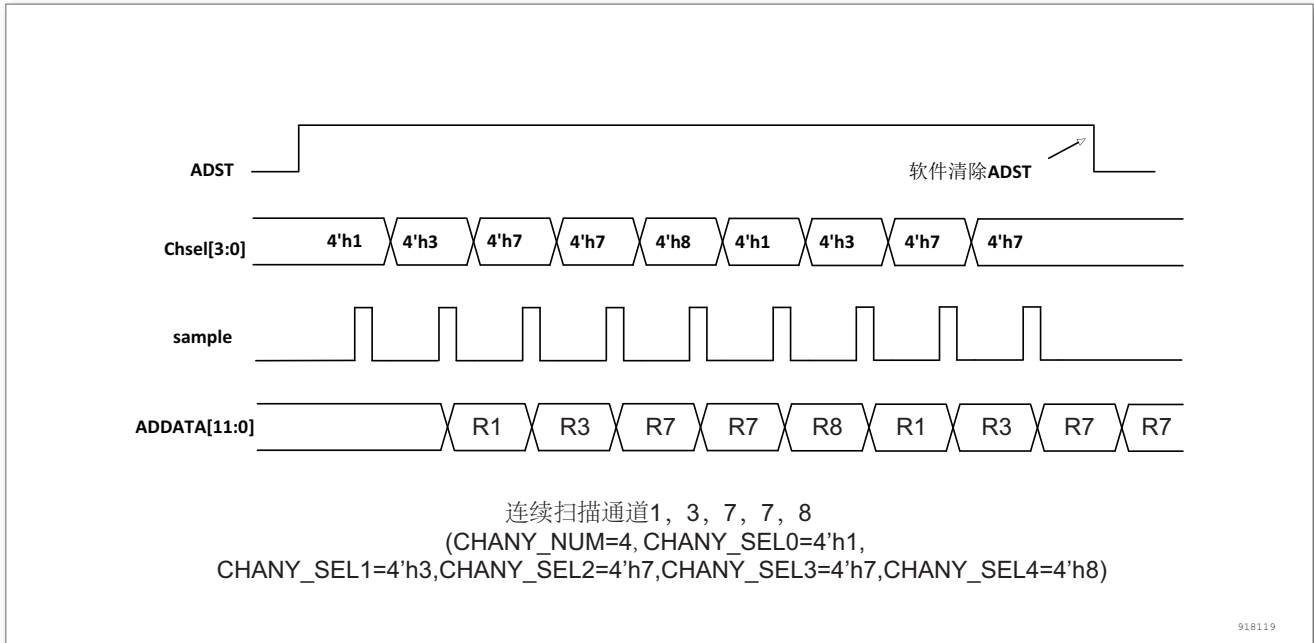 ADST
软件清除ADST
Chsel[3:0] 4'h1 4'h3 4'h7 4'h7 4'h8 4'h1 4'h3 4'h7 4'h7
sample
ADDATA[11:0] R1 R3 R7 R7 R8 R1 R3 R7 R7
连续扫描通道1，3，7，7，8
(CHANY_NUM=4, CHANY_SEL0=4’h1,
CHANY_SEL1=4’h3,CHANY_SEL2=4’h7,CHANY_SEL3=4’h7,CHANY_SEL4=4’h8)
918119